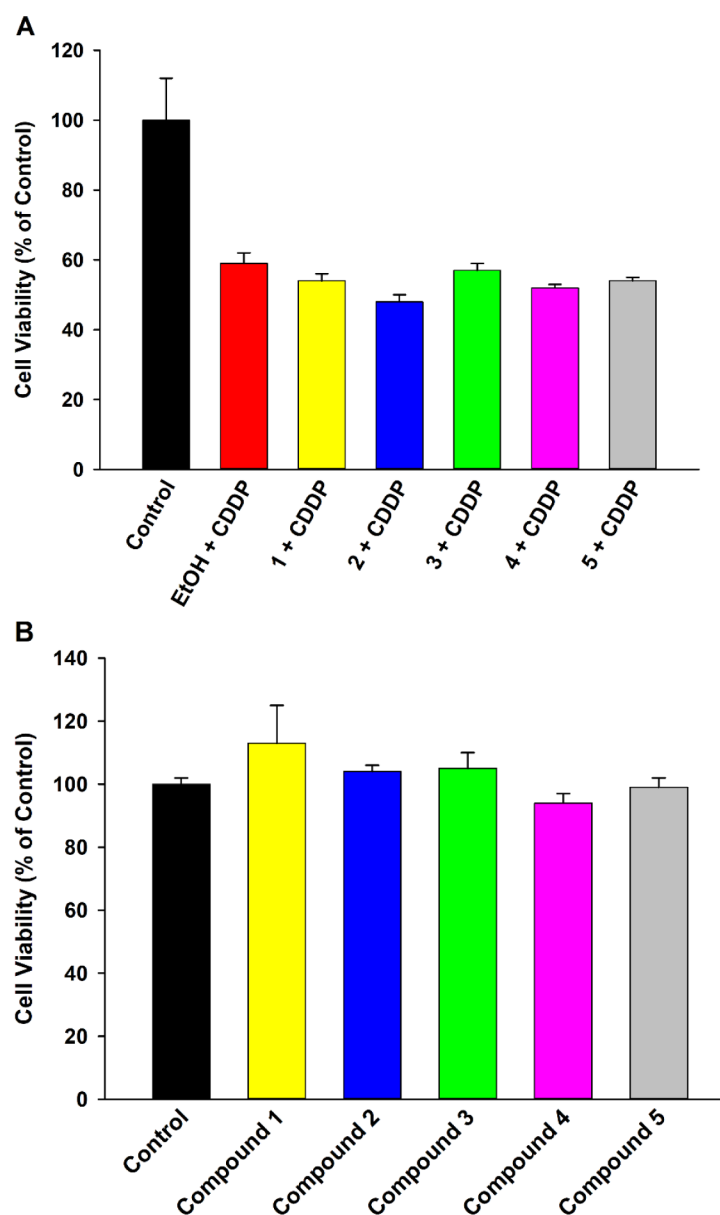 A
Cell Viability (% of Control)
120
100
80
60
40
20
0
Control
EtOH + CDDP
1 + CDDP
2 + CDDP
3 + CDDP
4 + CDDP
5 + CDDP
B
Cell Viability (% of Control)
140
120
100
80
60
40
20
0
Control
Compound 1
Compound 2
Compound 3
Compound 4
Compound 5